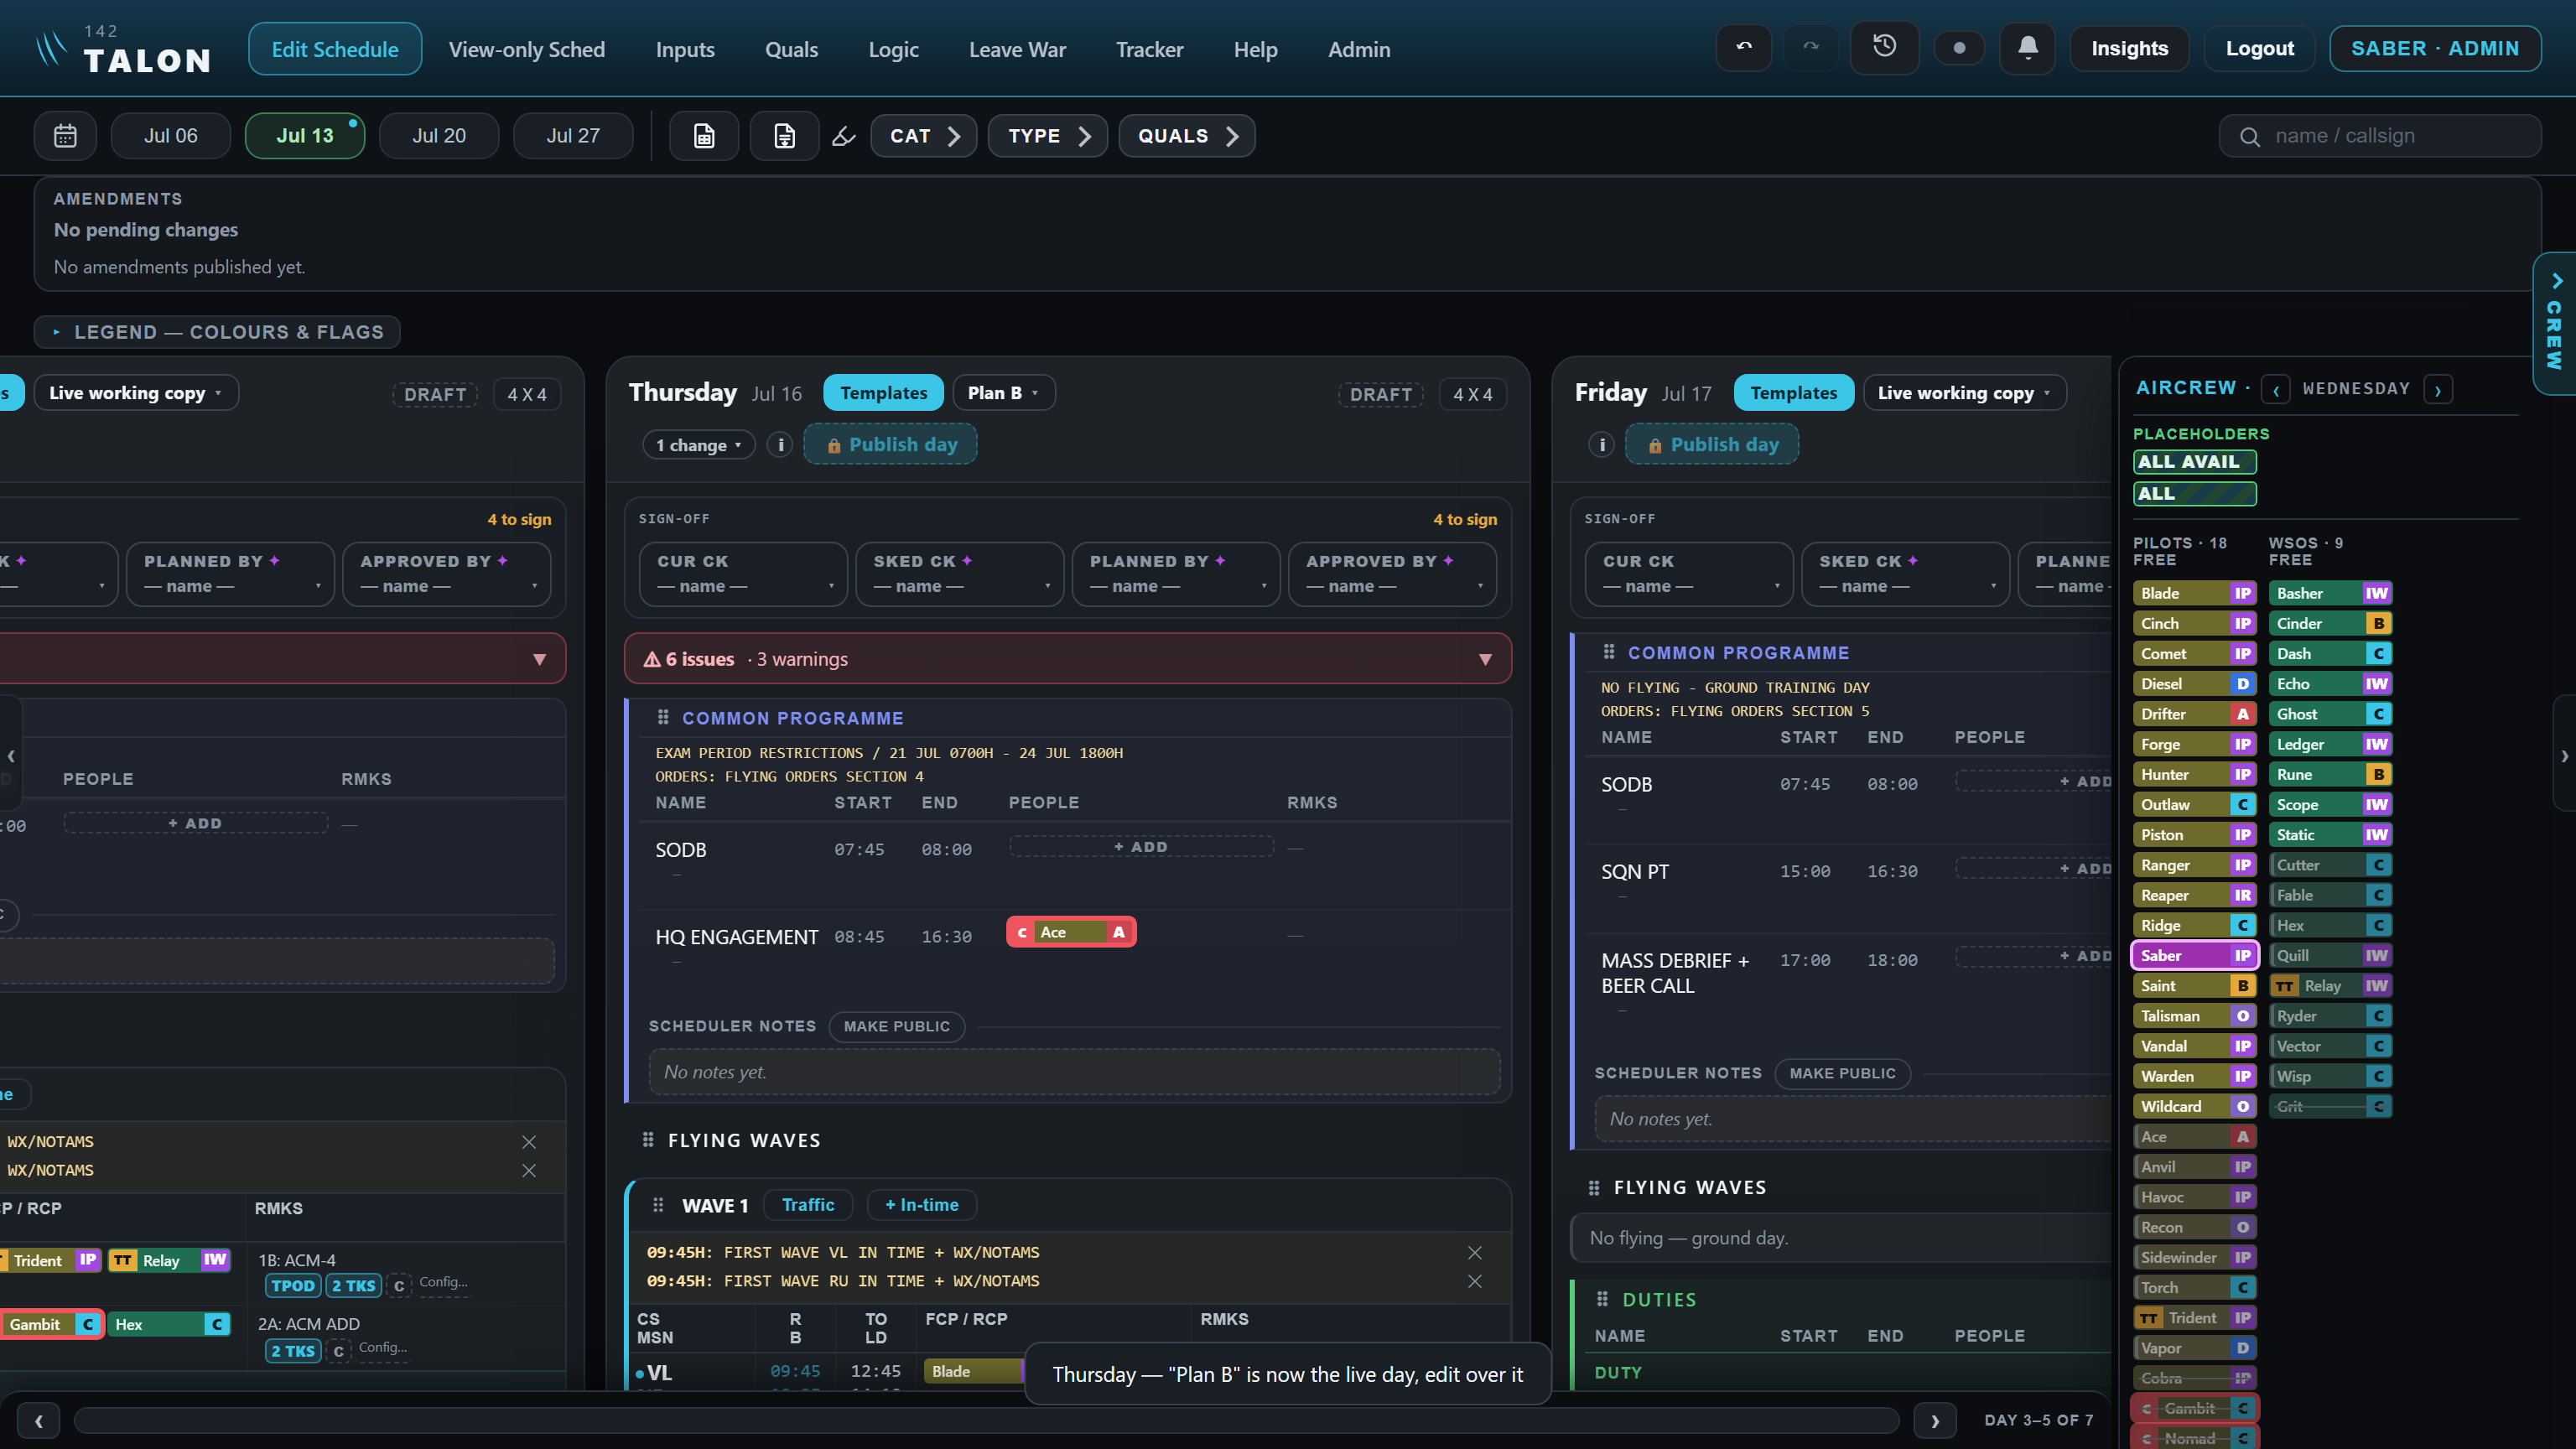 142
TALON
Edit Schedule
View-only Sched
Inputs
Quals
Logic
Leave War
Tracker
Help
Admin
Insights
Logout
SABER · ADMIN
Jul 06
Jul 13
Jul 20
Jul 27
CAT
TYPE
QUALS
name / callsign
AMENDMENTS
No pending changes
No amendments published yet.
LEGEND — COLOURS & FLAGS
CREW
Live working copy
DRAFT
4 X 4
4 to sign
PLANNED BY
— name —
APPROVED BY
— name —
PEOPLE
RMKS
:00
+ ADD
—
WX/NOTAMS
WX/NOTAMS
P / RCP
RMKS
Trident IP
TT Relay IW
1B: ACM-4
TPOD 2 TKS C Config...
Gambit C
Hex C
2A: ACM ADD
2 TKS C Config...
Thursday Jul 16
Templates
Plan B
DRAFT
4 X 4
1 change
i
Publish day
SIGN-OFF
4 to sign
CUR CK
— name —
SKED CK
— name —
PLANNED BY
— name —
APPROVED BY
— name —
6 issues · 3 warnings
COMMON PROGRAMME
EXAM PERIOD RESTRICTIONS / 21 JUL 0700H - 24 JUL 1800H
ORDERS: FLYING ORDERS SECTION 4
NAME START END PEOPLE RMKS
SODB 07:45 08:00 + ADD —
—
HQ ENGAGEMENT 08:45 16:30 C Ace A —
—
SCHEDULER NOTES MAKE PUBLIC
No notes yet.
FLYING WAVES
WAVE 1 Traffic + In-time
09:45H: FIRST WAVE VL IN TIME + WX/NOTAMS
09:45H: FIRST WAVE RU IN TIME + WX/NOTAMS
CS R TO FCP / RCP RMKS
MSN B LD
VL 09:45 12:45 Blade
Friday Jul 17
Templates
Live working copy
i
Publish day
SIGN-OFF
CUR CK
— name —
SKED CK
— name —
PLANNE
— name
COMMON PROGRAMME
NO FLYING - GROUND TRAINING DAY
ORDERS: FLYING ORDERS SECTION 5
NAME START END PEOPLE
SODB 07:45 08:00 + ADD
—
SQN PT 15:00 16:30 + ADD
—
MASS DEBRIEF + 17:00 18:00 + ADD
BEER CALL
—
SCHEDULER NOTES MAKE PUBLIC
No notes yet.
FLYING WAVES
No flying — ground day.
DUTIES
NAME START END PEOPLE
DUTY
AIRCREW · WEDNESDAY
PLACEHOLDERS
ALL AVAIL
ALL
PILOTS · 18
FREE
WSOS · 9
FREE
Blade IP
Cinch IP
Comet IP
Diesel D
Drifter A
Forge IP
Hunter IP
Outlaw C
Piston IP
Ranger IP
Reaper IR
Ridge C
Saber IP
Saint B
Talisman O
Vandal IP
Warden IP
Wildcard O
Ace A
Anvil IP
Havoc IP
Recon O
Sidewinder IP
Torch C
TT Trident IP
Vapor D
Cobra IP
C Gambit C
C Nomad C
Basher IW
Cinder B
Dash C
Echo IW
Ghost C
Ledger IW
Rune B
Scope IW
Static IW
Cutter C
Fable C
Hex C
Quill IW
TT Relay IW
Ryder C
Vector C
Wisp C
Grit C
Thursday — "Plan B" is now the live day, edit over it
DAY 3–5 OF 7